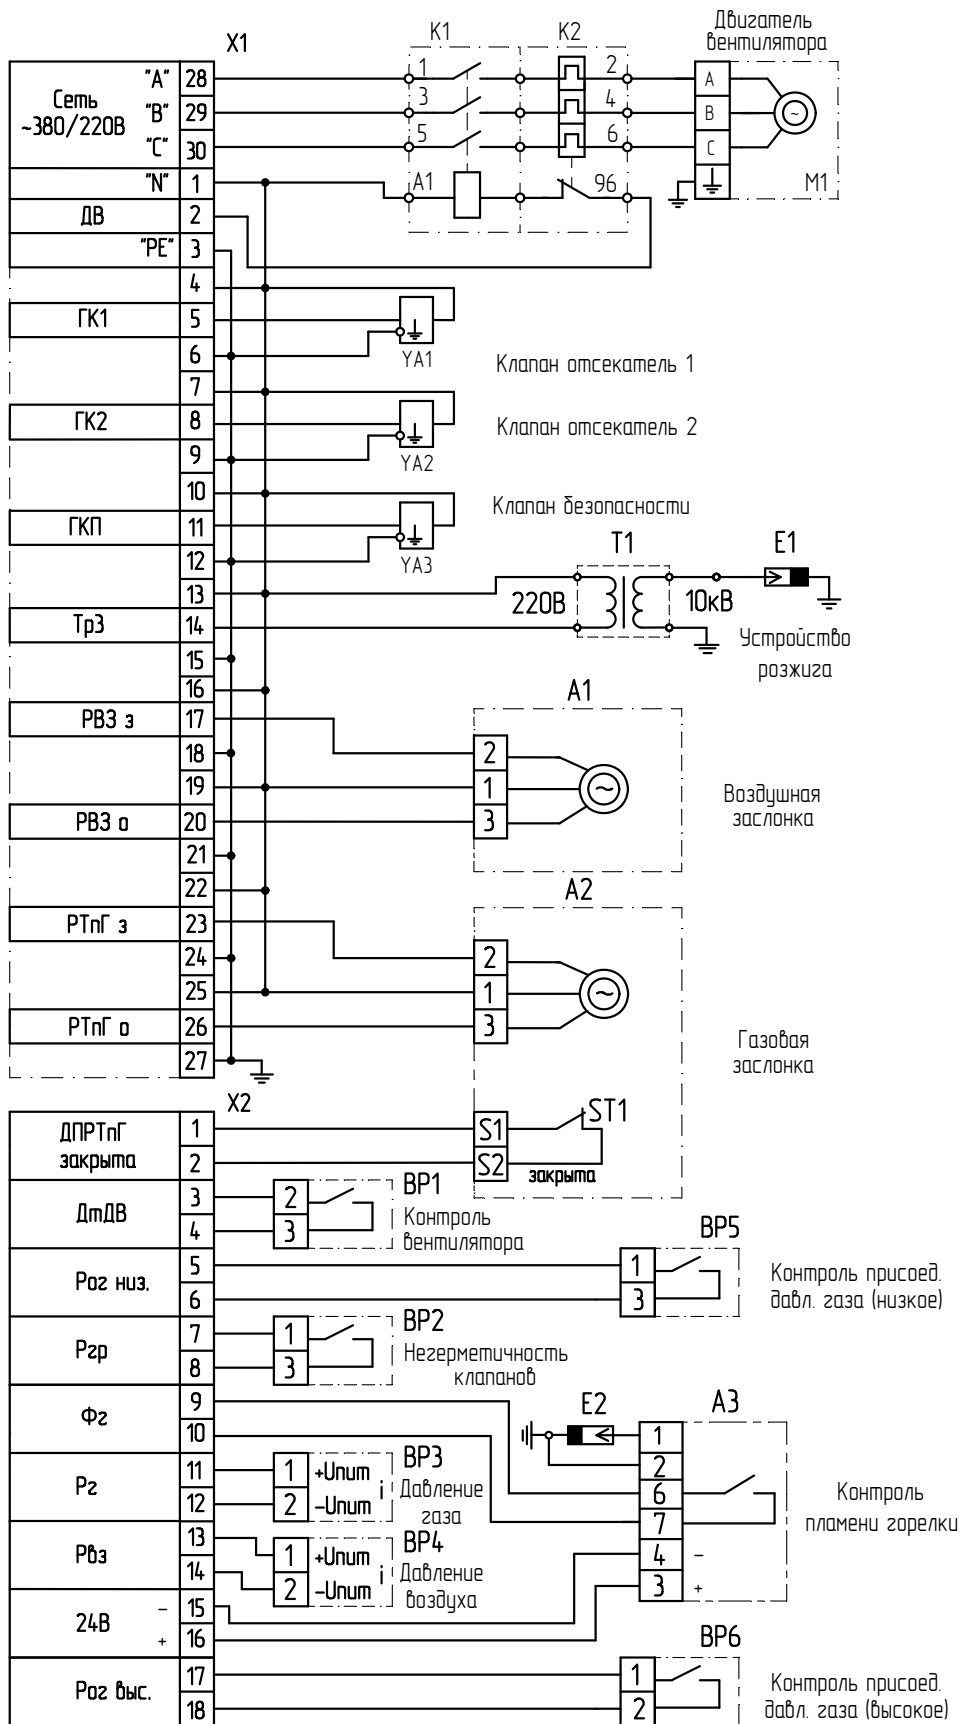 X1
K1
K2
Двигатель
вентилятора
Сеть
~380/220В
"А" 28
"В" 29
"С" 30
"N" 1
ДВ 2
"РЕ" 3
4
ГК1 5
6
7
ГК2 8
9
10
ГКП 11
12
13
ТрЗ 14
15
16
РВЗ з 17
18
19
РВЗ о 20
21
22
РТпГ з 23
24
25
РТпГ о 26
27
1 2
3 4
5 6
A1 96
A
B
C
M1
YA1
Клапан отсекатель 1
YA2
Клапан отсекатель 2
YA3
Клапан безопасности
T1
E1
220В
10кВ
Устройство
розжига
A1
2
1
3
Воздушная
заслонка
A2
2
1
3
Газовая
заслонка
S1
S2
ST1
закрыта
X2
ДПРТпГ
закрыта
1
2
ДтДВ
3
4
Рог низ.
5
6
Ргр
7
8
Фг
9
10
Рг
11
12
Рвз
13
14
24В
− 15
+ 16
Рог выс.
17
18
BP1
2
3
Контроль
вентилятора
BP5
1
3
Контроль присоед.
давл. газа (низкое)
BP2
1
3
Негерметичность
клапанов
E2
A3
1
2
6
7
4 −
3 +
Контроль
пламени горелки
BP3
1 +Uпит
2 −Uпит
i
Давление
газа
BP4
1 +Uпит
2 −Uпит
i
Давление
воздуха
BP6
1
2
Контроль присоед.
давл. газа (высокое)